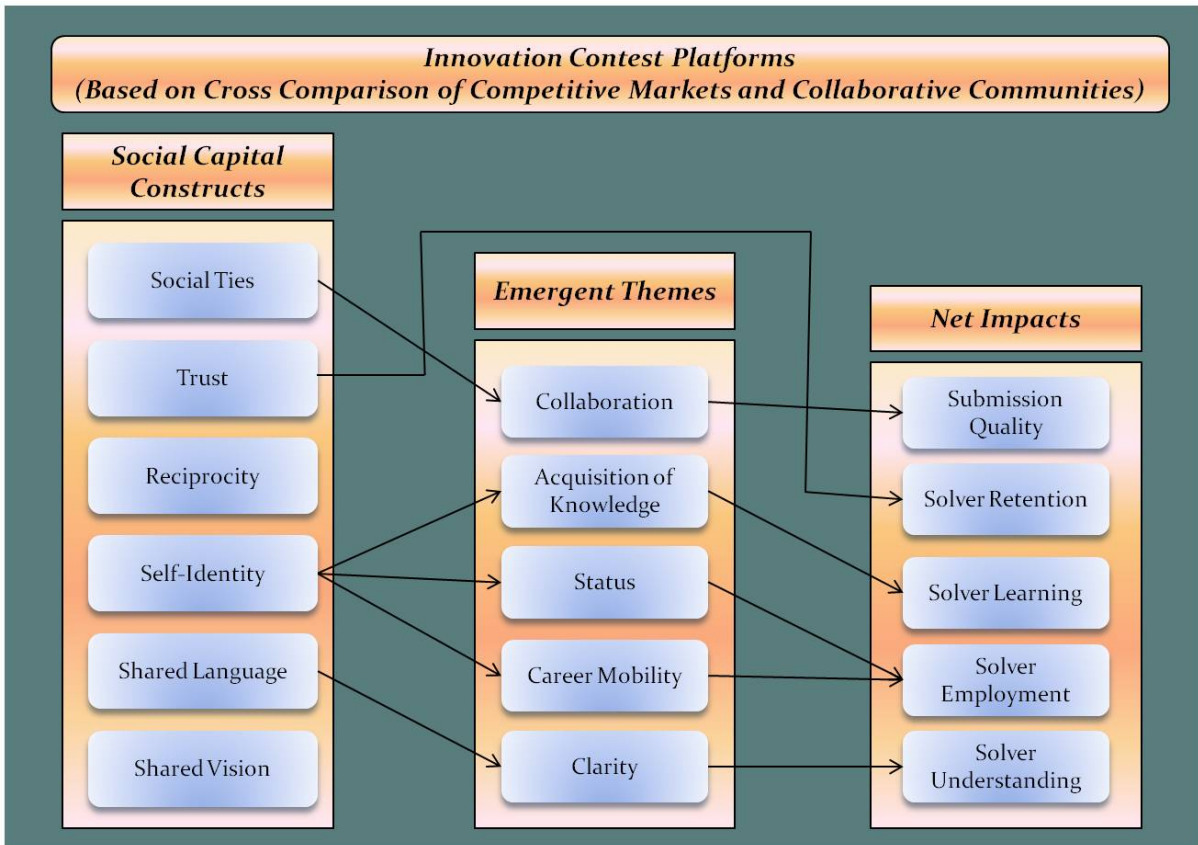 Innovation Contest Platforms
(Based on Cross Comparison of Competitive Markets and Collaborative Communities)
Social Capital
Constructs
Social Ties
Trust
Reciprocity
Self-Identity
Shared Language
Shared Vision
Emergent Themes
Collaboration
Acquisition of
Knowledge
Status
Career Mobility
Clarity
Net Impacts
Submission
Quality
Solver Retention
Solver Learning
Solver
Employment
Solver
Understanding